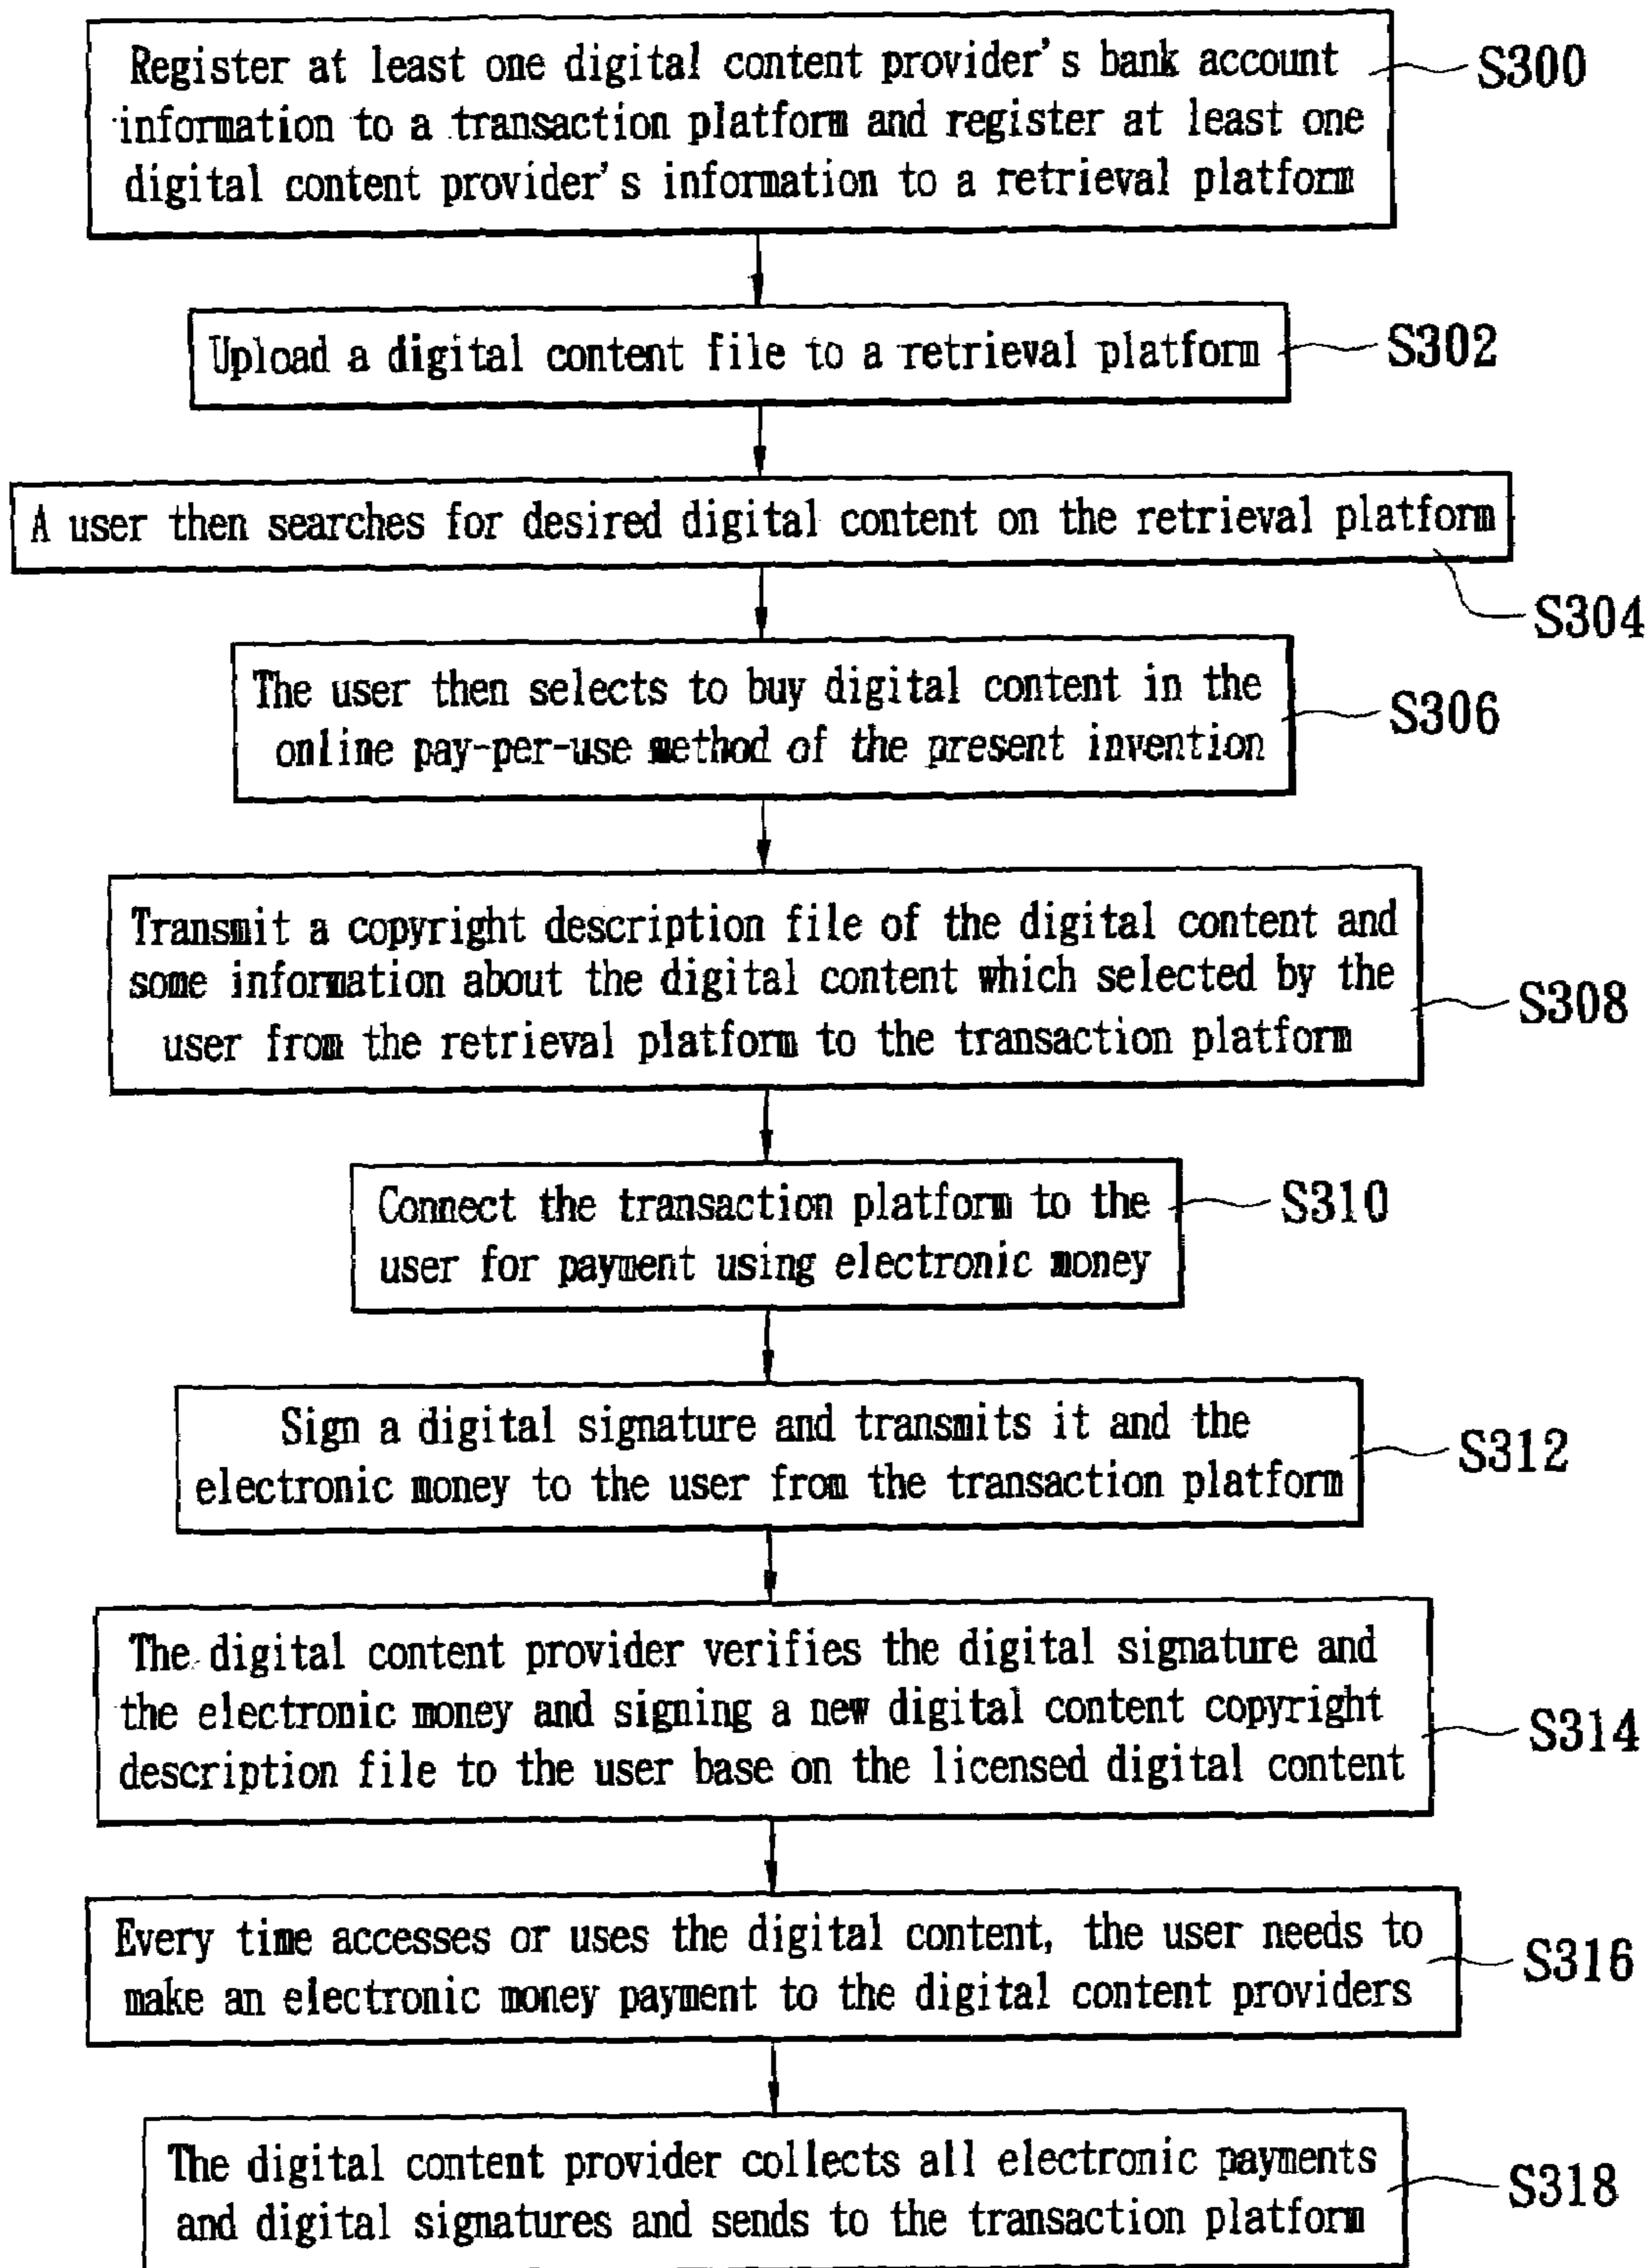 Register at least one digital content provider's bank account
information to a transaction platform and register at least one
digital content provider's information to a retrieval platform
S300
Upload a digital content file to a retrieval platform
S302
A user then searches for desired digital content on the retrieval platform
S304
The user then selects to buy digital content in the
online pay-per-use method of the present invention
S306
Transmit a copyright description file of the digital content and
some information about the digital content which selected by the
user from the retrieval platform to the transaction platform
S308
Connect the transaction platform to the
user for payment using electronic money
S310
Sign a digital signature and transmits it and the
electronic money to the user from the transaction platform
S312
The digital content provider verifies the digital signature and
the electronic money and signing a new digital content copyright
description file to the user base on the licensed digital content
S314
Every time accesses or uses the digital content, the user needs to
make an electronic money payment to the digital content providers
S316
The digital content provider collects all electronic payments
and digital signatures and sends to the transaction platform
S318